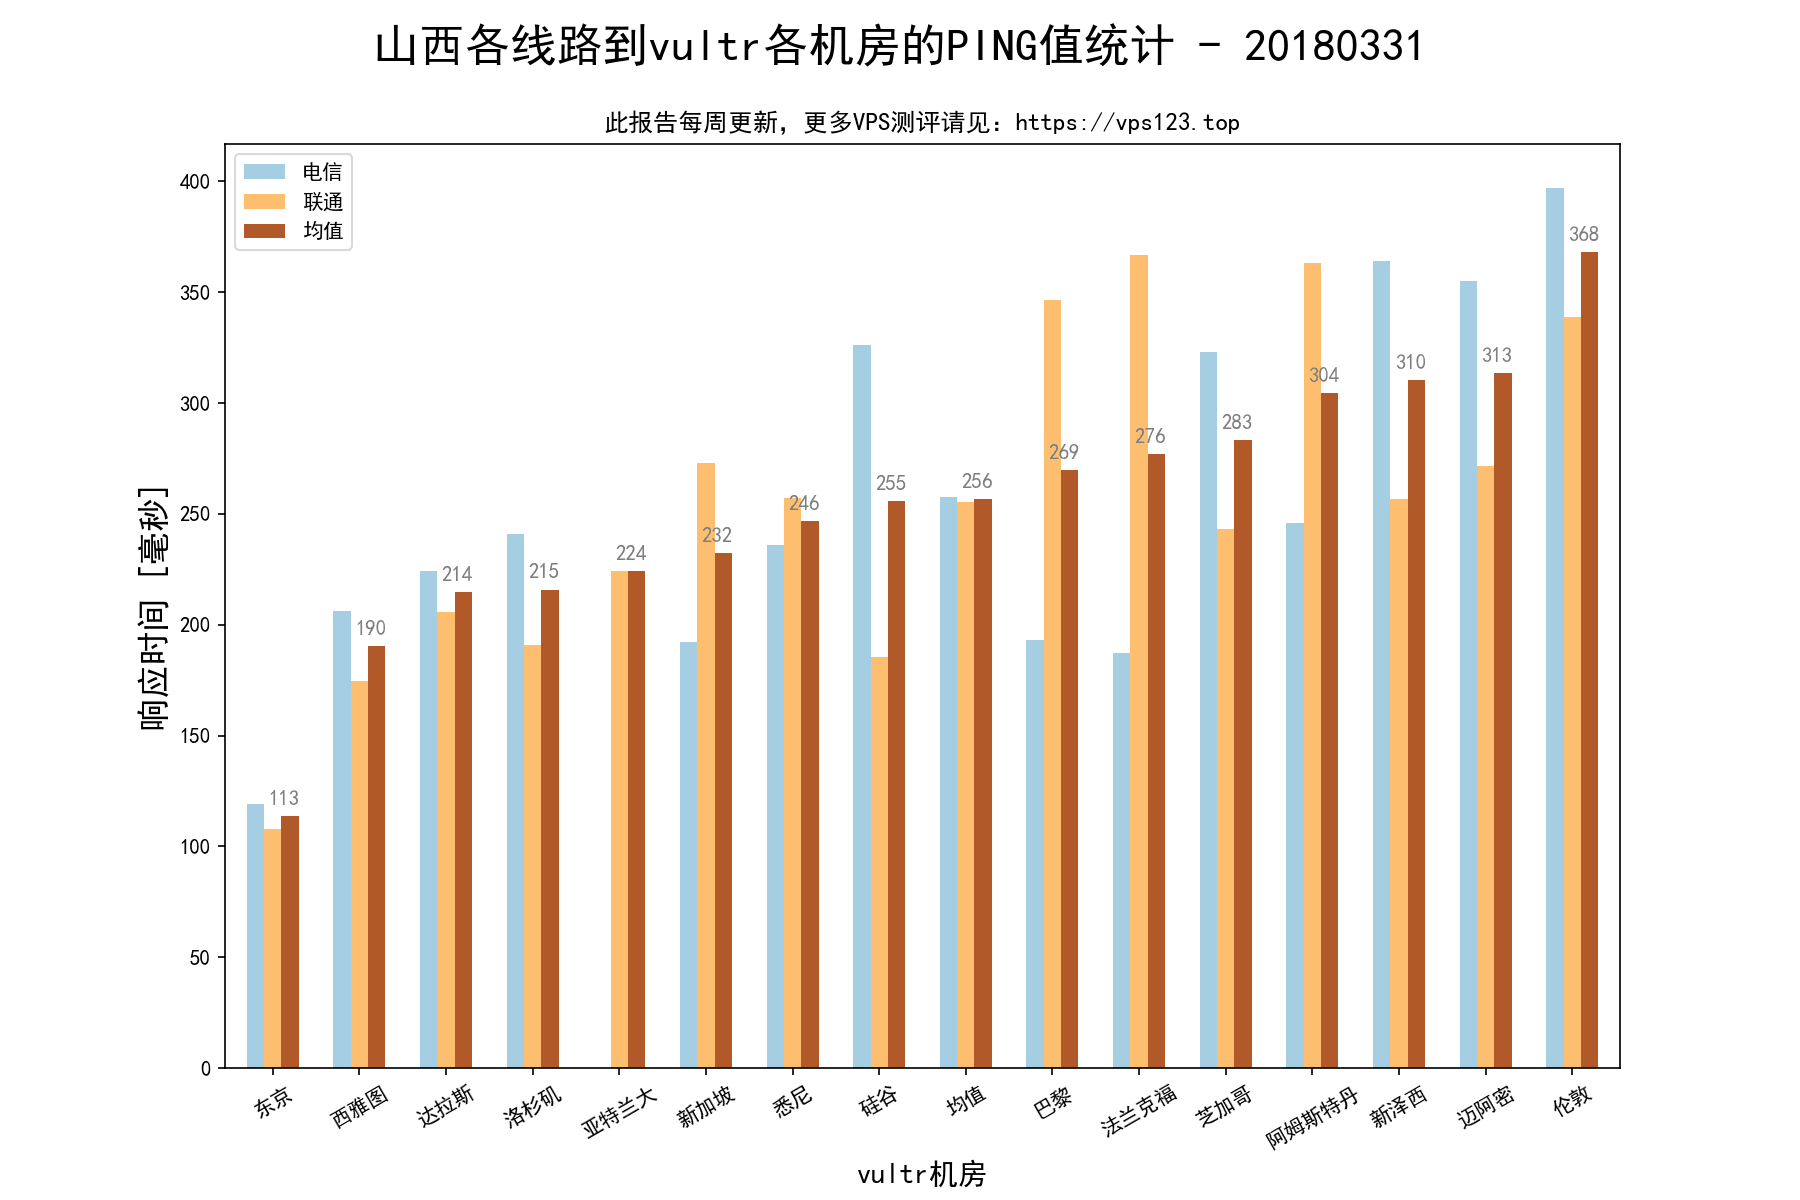 山西各线路到vultr各机房的PING值统计 - 20180331
此报告每周更新，更多VPS测评请见：https://vps123.top
电信
联通
均值
响应时间 [毫秒]
400
350
300
250
200
150
100
50
0
113
190
214
215
224
232
246
255
256
269
276
283
304
310
313
368
东京
西雅图
达拉斯
洛杉矶
亚特兰大
新加坡
悉尼
硅谷
均值
巴黎
法兰克福
芝加哥
阿姆斯特丹
新泽西
迈阿密
伦敦
vultr机房